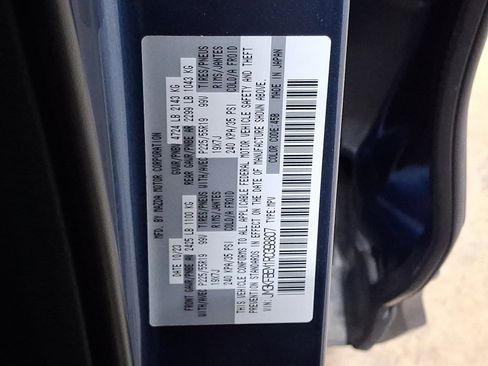 MFD. BY MAZDA MOTOR CORPORATION
DATE 10/23 GVWR/PNBV 4724 LB 2143 KG
FRONT GAWR/PNBE AV 2425 LB 1100 KG REAR GAWR/PNBE AR 2299 LB 1043 KG
WITH/AVEC P225/55R19 99V TIRES/PNEUS WITH/AVEC P225/55R19 99V TIRES/PNEUS
19X7J RIMS/JANTES 19X7J RIMS/JANTES
240 KPA/35 PSI COLD/A FROID 240 KPA/35 PSI COLD/A FROID
THIS VEHICLE CONFORMS TO ALL APPLICABLE FEDERAL MOTOR VEHICLE SAFETY AND THEFT
PREVENTION STANDARDS IN EFFECT ON THE DATE OF MANUFACTURE SHOWN ABOVE.
VIN: TYPE:MPV COLOR CODE:45B MADE IN JAPAN